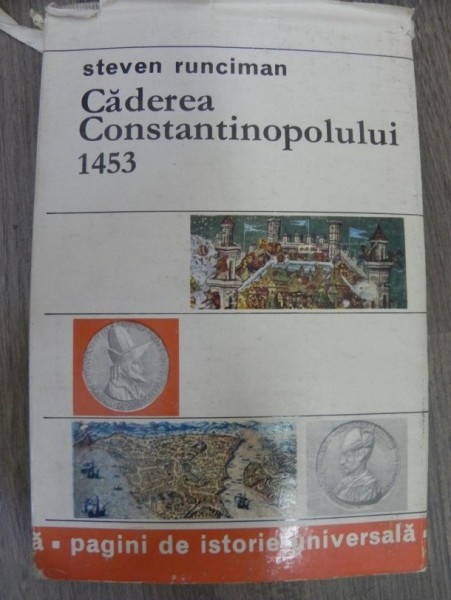 steven runciman
Căderea
Constantinopolului
1453
ă ▪ pagini de istorie universală ▪